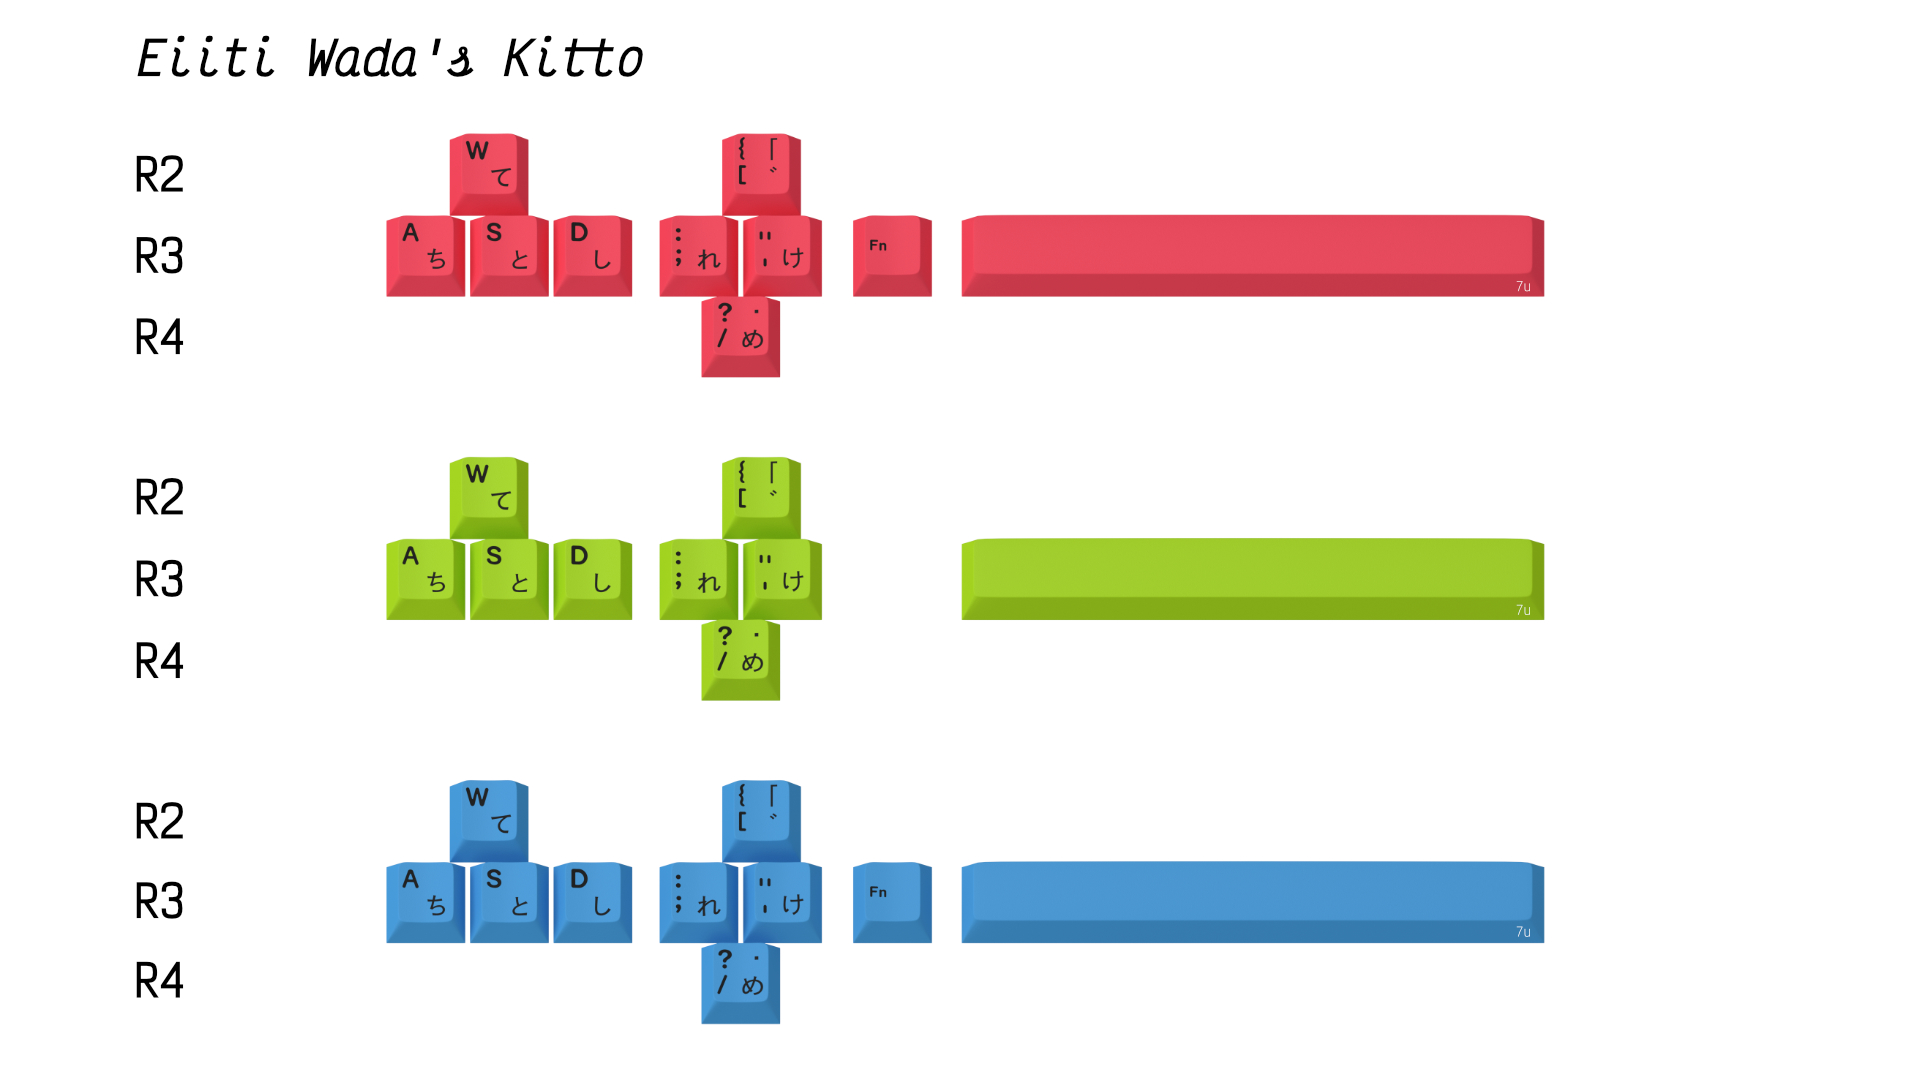 Eiiti Wada's Kitto
R2
W て
{ 「
[ ゛
R3
A ち
S と
D し
: ; れ
" ' け
Fn
7u
R4
? ・
/ め
R2
W て
{ 「
[ ゛
R3
A ち
S と
D し
: ; れ
" ' け
7u
R4
? ・
/ め
R2
W て
{ 「
[ ゛
R3
A ち
S と
D し
: ; れ
" ' け
Fn
7u
R4
? ・
/ め